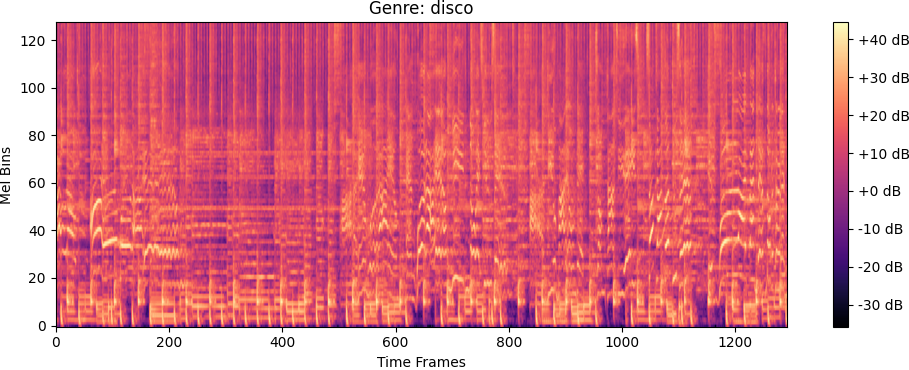 Genre: disco
120
100
80
60
40
20
0
Mel Bins
0 200 400 600 800 1000 1200
Time Frames
+40 dB
+30 dB
+20 dB
+10 dB
+0 dB
-10 dB
-20 dB
-30 dB